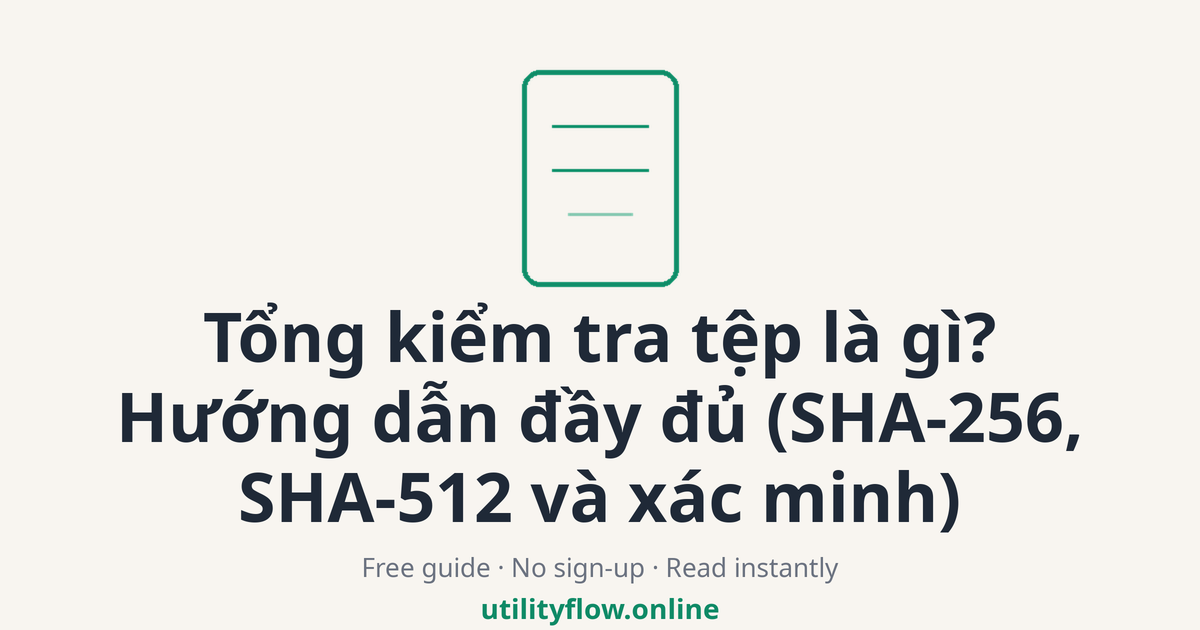 Tổng kiểm tra tệp là gì?
Hướng dẫn đầy đủ (SHA-256,
SHA-512 và xác minh)
Free guide · No sign-up · Read instantly
utilityflow.online